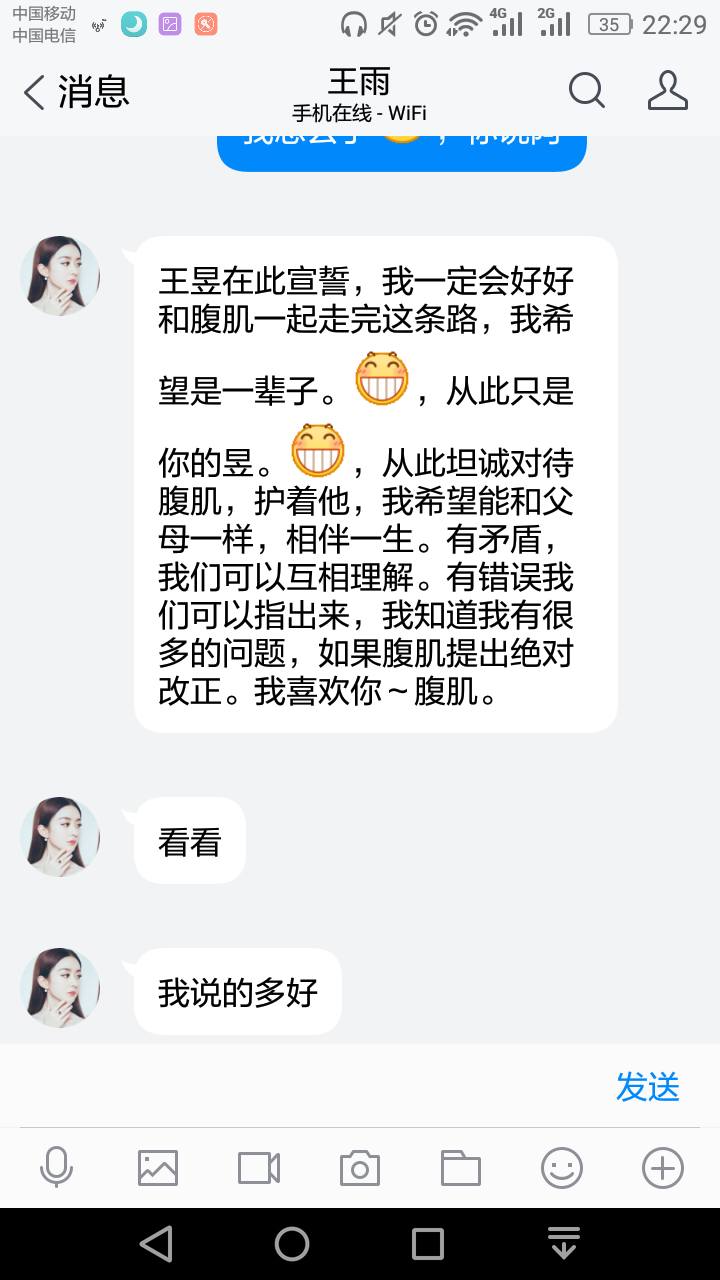 中国移动
中国电信
4G
2G
35
22:29
消息
王雨
手机在线 - WiFi
王昱在此宣誓，我一定会好好
和腹肌一起走完这条路，我希
望是一辈子。，从此只是
你的昱。，从此坦诚对待
腹肌，护着他，我希望能和父
母一样，相伴一生。有矛盾，
我们可以互相理解。有错误我
们可以指出来，我知道我有很
多的问题，如果腹肌提出绝对
改正。我喜欢你～腹肌。
看看
我说的多好
发送